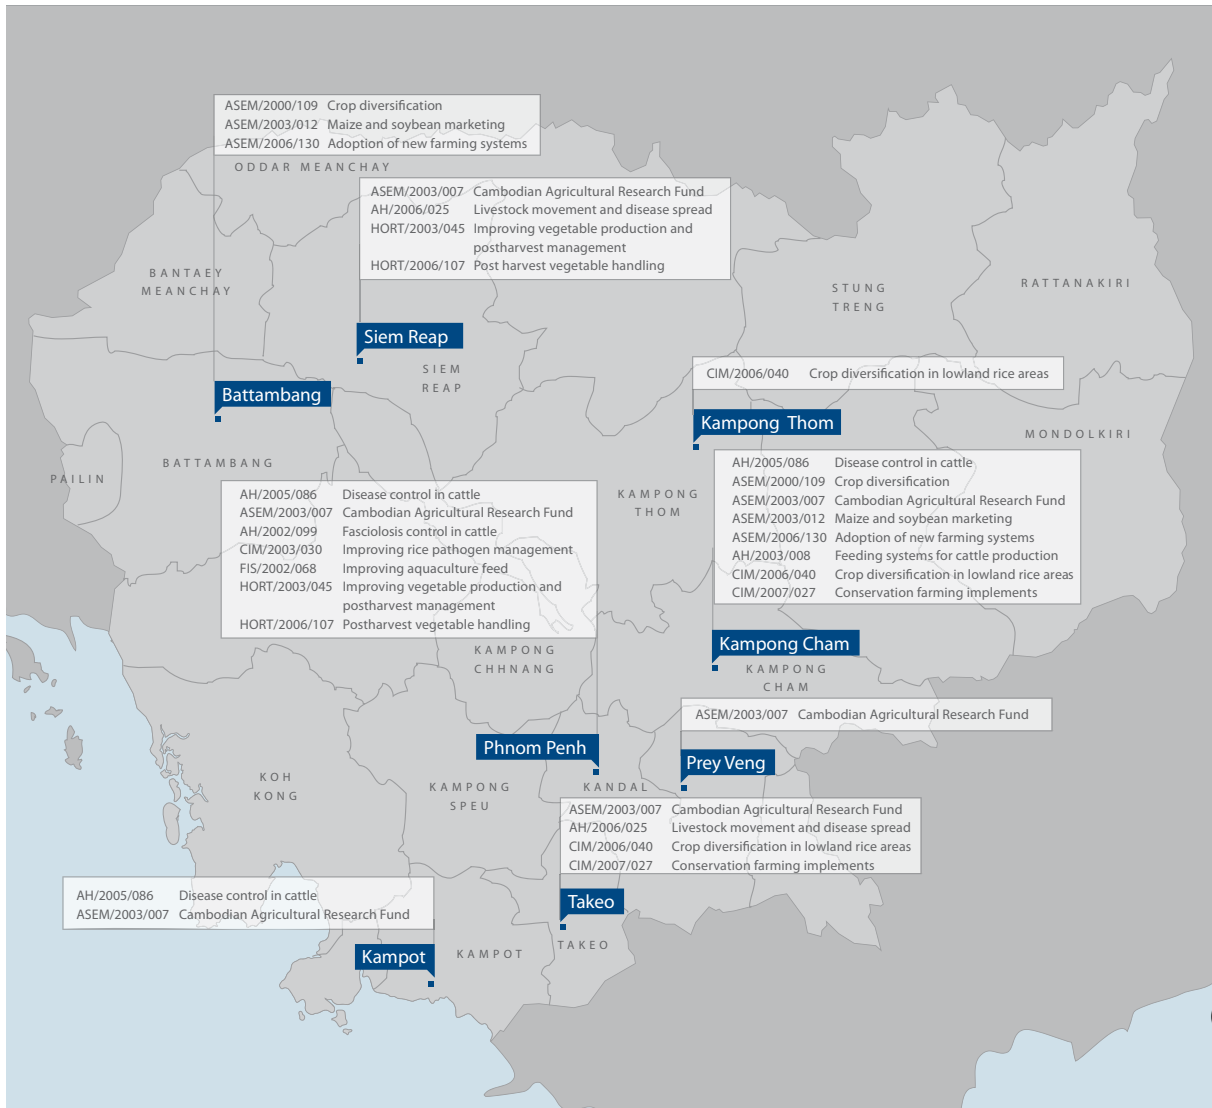 ASEM/2000/109 Crop diversification
ASEM/2003/012 Maize and soybean marketing
ASEM/2006/130 Adoption of new farming systems
ODDAR MEANCHAY
ASEM/2003/007 Cambodian Agricultural Research Fund
AH/2006/025 Livestock movement and disease spread
HORT/2003/045 Improving vegetable production and
postharvest management
HORT/2006/107 Post harvest vegetable handling
BANTAEY
MEANCHAY
STUNG
TRENG
RATTANAKIRI
Siem Reap
SIEM
REAP
CIM/2006/040 Crop diversification in lowland rice areas
Battambang
Kampong Thom
MONDOLKIRI
BATTAMBANG
PAILIN
KAMPONG
THOM
AH/2005/086 Disease control in cattle
ASEM/2000/109 Crop diversification
ASEM/2003/007 Cambodian Agricultural Research Fund
ASEM/2003/012 Maize and soybean marketing
ASEM/2006/130 Adoption of new farming systems
AH/2003/008 Feeding systems for cattle production
CIM/2006/040 Crop diversification in lowland rice areas
CIM/2007/027 Conservation farming implements
AH/2005/086 Disease control in cattle
ASEM/2003/007 Cambodian Agricultural Research Fund
AH/2002/099 Fasciolosis control in cattle
CIM/2003/030 Improving rice pathogen management
FIS/2002/068 Improving aquaculture feed
HORT/2003/045 Improving vegetable production and
postharvest management
HORT/2006/107 Postharvest vegetable handling
KAMPONG
CHHNANG
Kampong Cham
KAMPONG
CHAM
ASEM/2003/007 Cambodian Agricultural Research Fund
Phnom Penh
Prey Veng
KOH
KONG
KAMPONG
SPEU
KANDAL
ASEM/2003/007 Cambodian Agricultural Research Fund
AH/2006/025 Livestock movement and disease spread
CIM/2006/040 Crop diversification in lowland rice areas
CIM/2007/027 Conservation farming implements
AH/2005/086 Disease control in cattle
ASEM/2003/007 Cambodian Agricultural Research Fund
Takeo
TAKEO
Kampot
KAMPOT